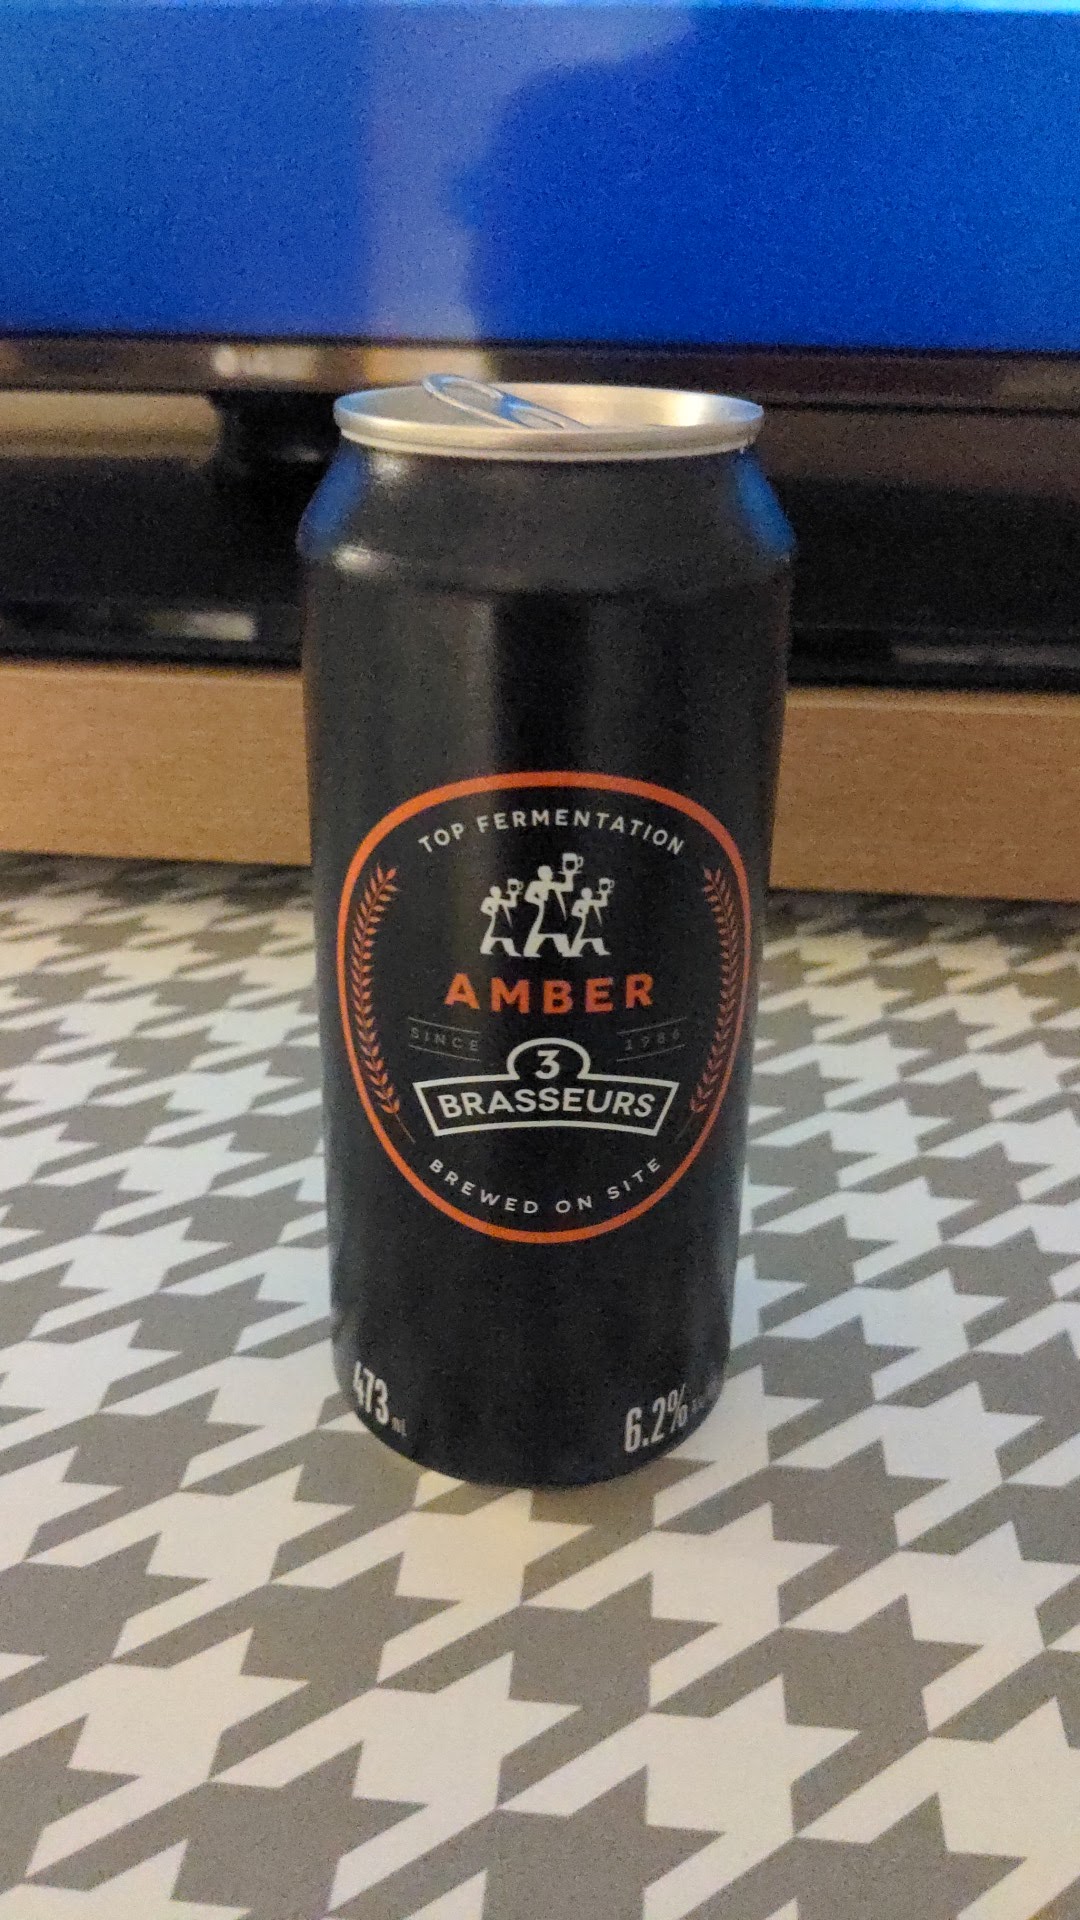 TOP FERMENTATION
AMBER
SINCE 1986
3
BRASSEURS
BREWED ON SITE
473 ml
6.2%